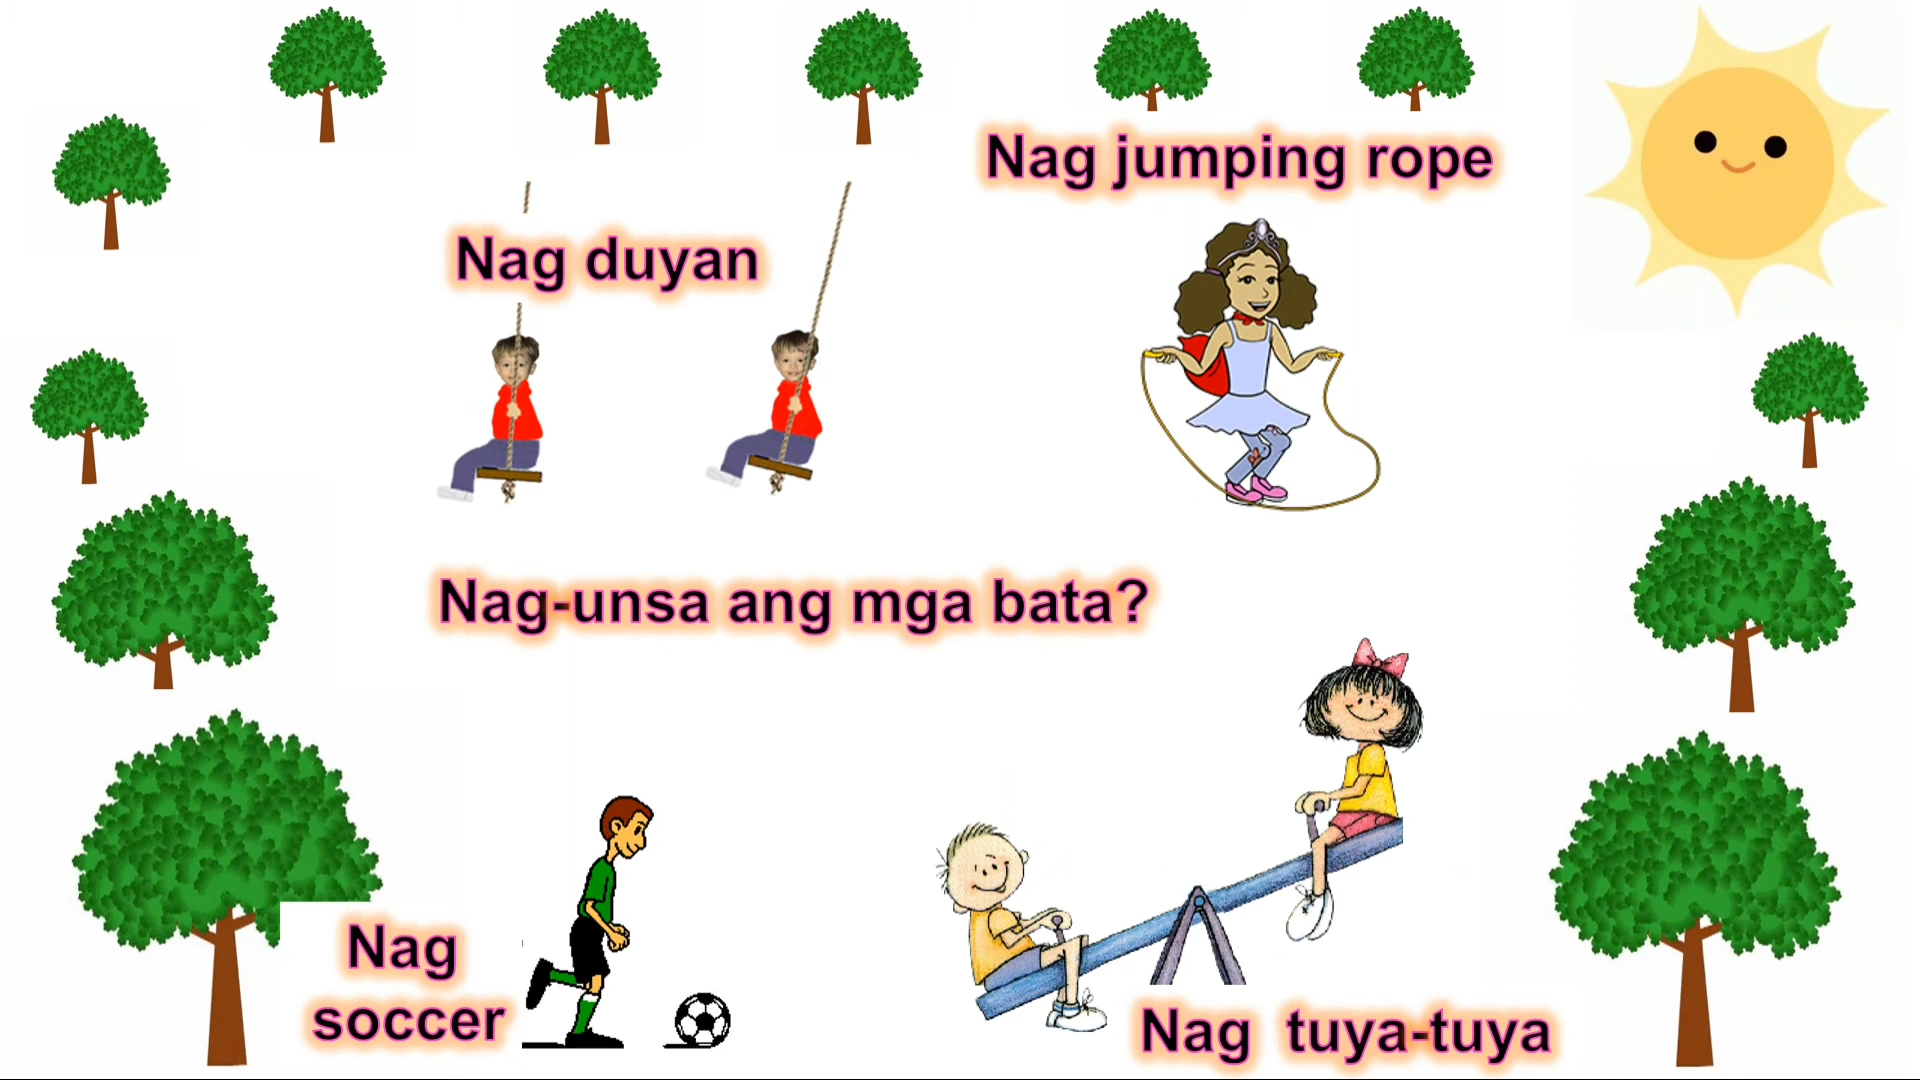 Nag jumping rope
Nag duyan
Nag-unsa ang mga bata?
Nag
soccer
Nag tuya-tuya